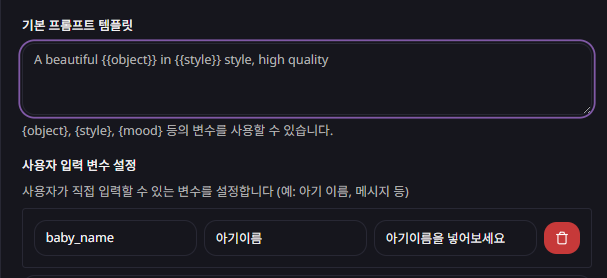 기본 프롬프트 템플릿
A beautiful {{object}} in {{style}} style, high quality
{object}, {style}, {mood} 등의 변수를 사용할 수 있습니다.
사용자 입력 변수 설정
사용자가 직접 입력할 수 있는 변수를 설정합니다 (예: 아기 이름, 메시지 등)
baby_name 아기이름 아기이름을 넣어보세요